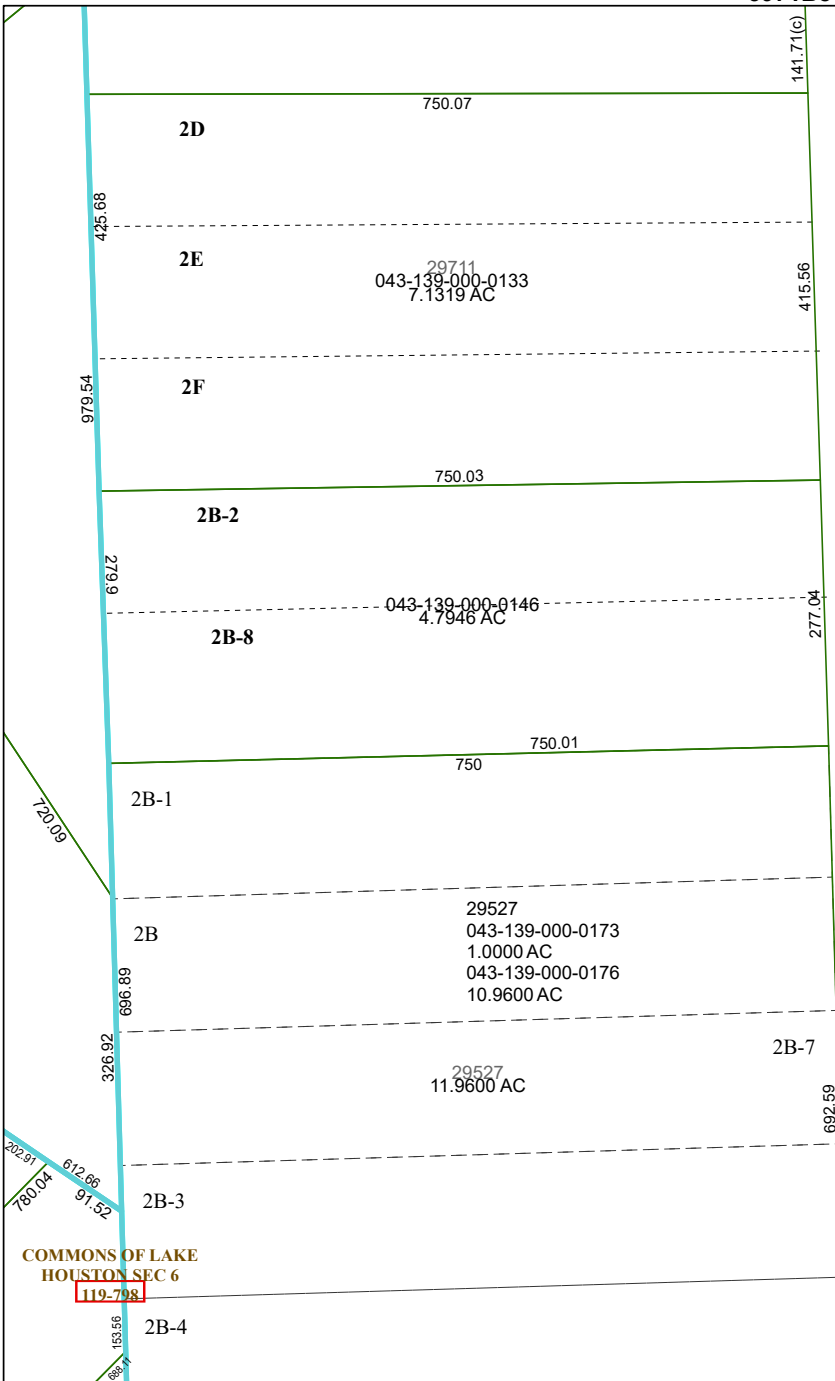 141.71(c)
750.07
2D
425.68
2E
29711
043-139-000-0133
7.1319 AC
415.56
979.54
2F
750.03
2B-2
279.9
043-139-000-0146
4.7946 AC
277.04
2B-8
750.01
750
2B-1
720.09
29527
043-139-000-0173
1.0000 AC
043-139-000-0176
10.9600 AC
2B
696.89
326.92
2B-7
29527
11.9600 AC
692.59
202.91
612.66
780.04
91.52
2B-3
COMMONS OF LAKE
HOUSTON SEC 6
119-798
153.56
2B-4
688.11